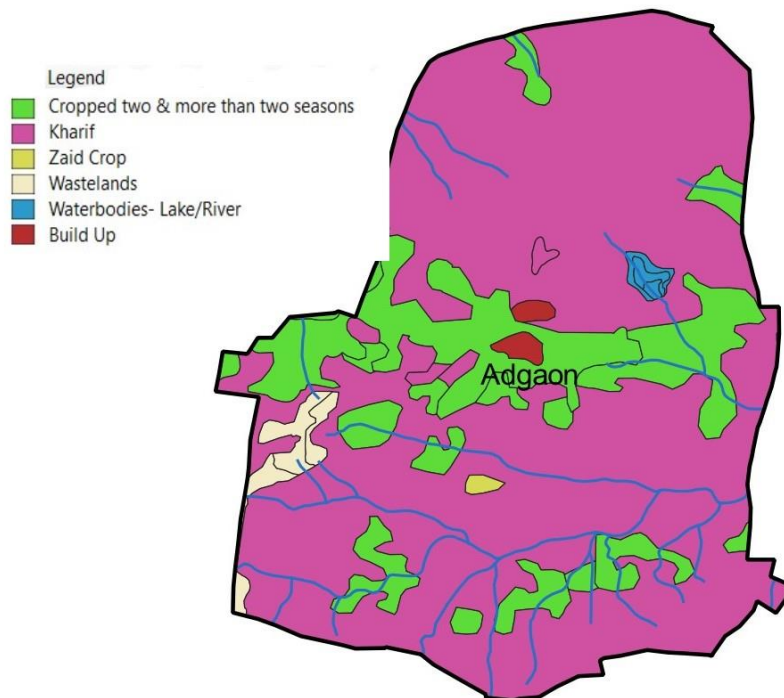 Legend
Cropped two & more than two seasons
Kharif
Zaid Crop
Wastelands
Waterbodies- Lake/River
Build Up
Adgaon